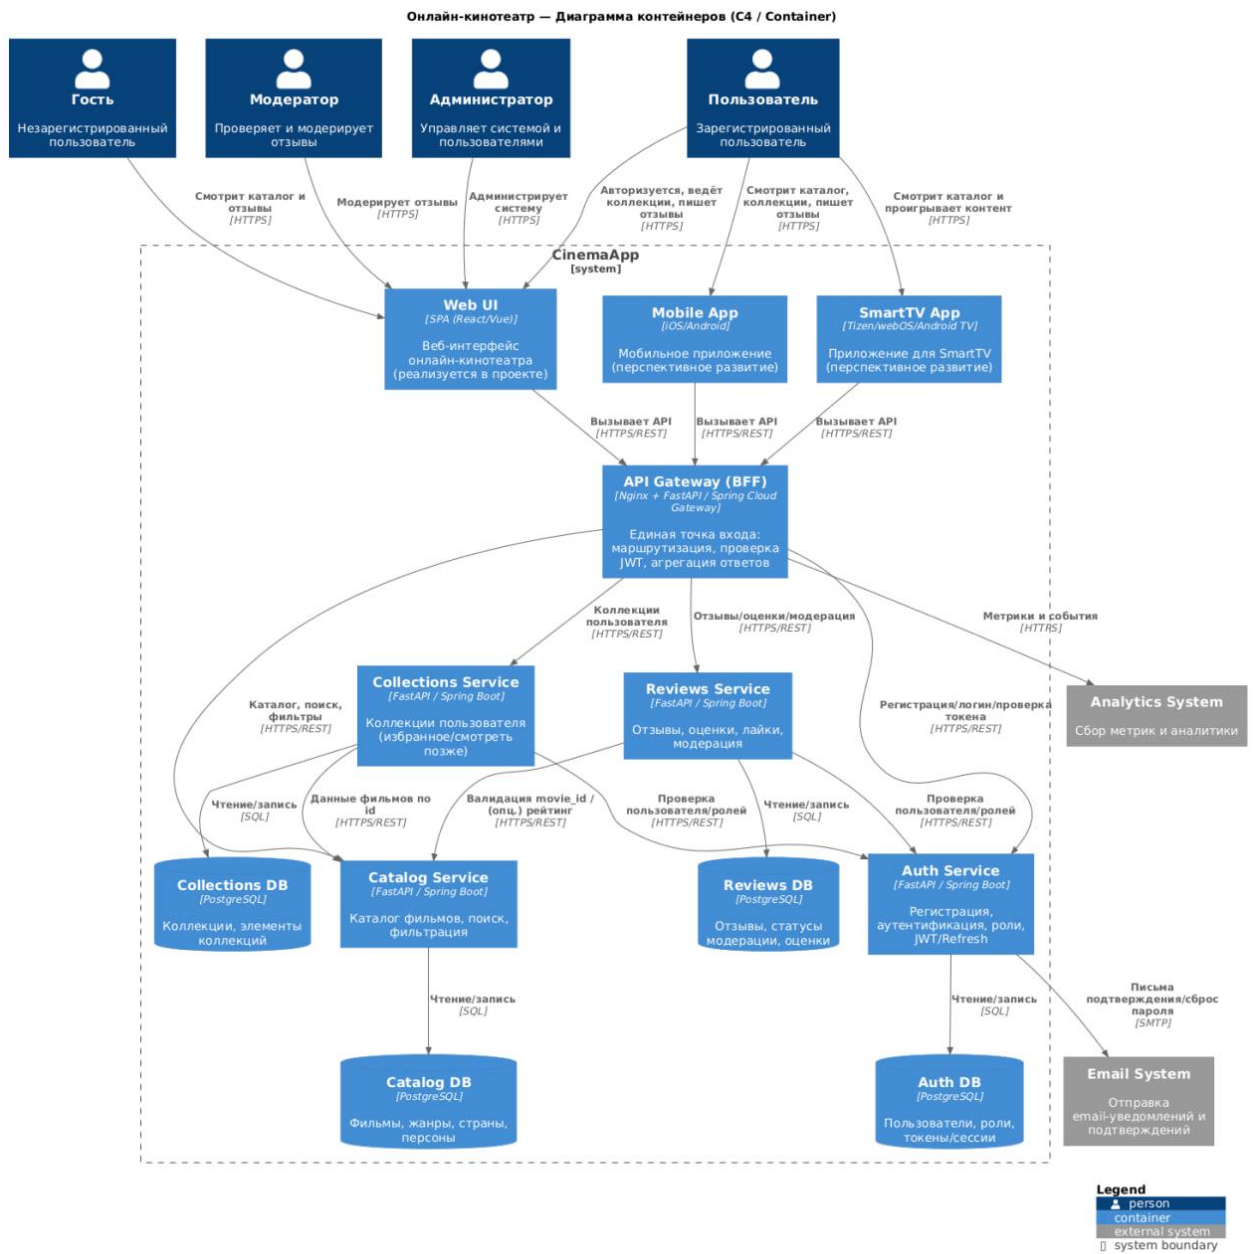 Онлайн-кинотеатр — Диаграмма контейнеров (C4 / Container)
Гость
Незарегистрированный
пользователь
Модератор
Проверяет и модерирует
отзывы
Администратор
Управляет системой и
пользователями
Пользователь
Зарегистрированный
пользователь
Смотрит каталог и
отзывы
[HTTPS]
Модерирует отзывы
[HTTPS]
Администрирует
систему
[HTTPS]
Авторизуется, ведёт
коллекции, пишет
отзывы
[HTTPS]
Смотрит каталог,
коллекции, пишет
отзывы
[HTTPS]
Смотрит каталог и
проигрывает контент
[HTTPS]
CinemaApp
[system]
Web UI
[SPA (React/Vue)]
Веб-интерфейс
онлайн-кинотеатра
(реализуется в проекте)
Mobile App
[iOS/Android]
Мобильное приложение
(перспективное развитие)
SmartTV App
[Tizen/webOS/Android TV]
Приложение для SmartTV
(перспективное развитие)
Вызывает API
[HTTPS/REST]
Вызывает API
[HTTPS/REST]
Вызывает API
[HTTPS/REST]
API Gateway (BFF)
[Nginx + FastAPI / Spring Cloud
Gateway]
Единая точка входа:
маршрутизация, проверка
JWT, агрегация ответов
Коллекции
пользователя
[HTTPS/REST]
Отзывы/оценки/модерация
[HTTPS/REST]
Метрики и события
[HTTPS]
Каталог, поиск,
фильтры
[HTTPS/REST]
Collections Service
[FastAPI / Spring Boot]
Коллекции пользователя
(избранное/смотреть
позже)
Reviews Service
[FastAPI / Spring Boot]
Отзывы, оценки, лайки,
модерация
Регистрация/логин/проверка
токена
[HTTPS/REST]
Analytics System
Сбор метрик и аналитики
Чтение/запись
[SQL]
Данные фильмов по
id
[HTTPS/REST]
Валидация movie_id /
(опц.) рейтинг
[HTTPS/REST]
Проверка
пользователя/ролей
[HTTPS/REST]
Чтение/запись
[SQL]
Проверка
пользователя/ролей
[HTTPS/REST]
Collections DB
[PostgreSQL]
Коллекции, элементы
коллекций
Catalog Service
[FastAPI / Spring Boot]
Каталог фильмов, поиск,
фильтрация
Reviews DB
[PostgreSQL]
Отзывы, статусы
модерации, оценки
Auth Service
[FastAPI / Spring Boot]
Регистрация,
аутентификация, роли,
JWT/Refresh
Чтение/запись
[SQL]
Чтение/запись
[SQL]
Письма
подтверждения/сброс
пароля
[SMTP]
Catalog DB
[PostgreSQL]
Фильмы, жанры, страны,
персоны
Auth DB
[PostgreSQL]
Пользователи, роли,
токены/сессии
Email System
Отправка
email-уведомлений и
подтверждений
Legend
person
container
external system
system boundary